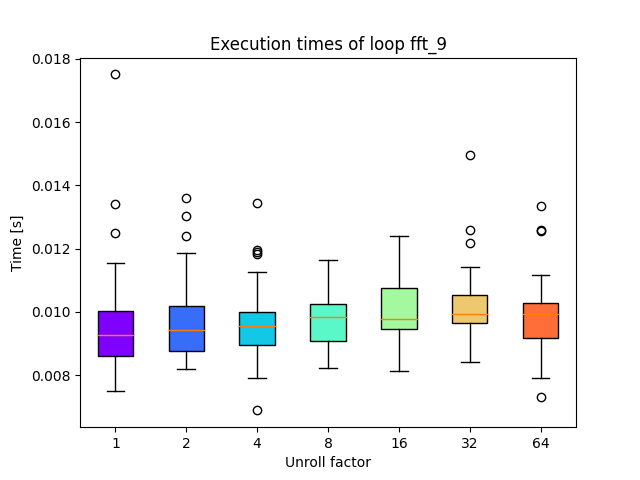 Execution times of loop fft_9
0.018
0.016
0.014
0.012
0.010
0.008
Time [s]
1 2 4 8 16 32 64
Unroll factor